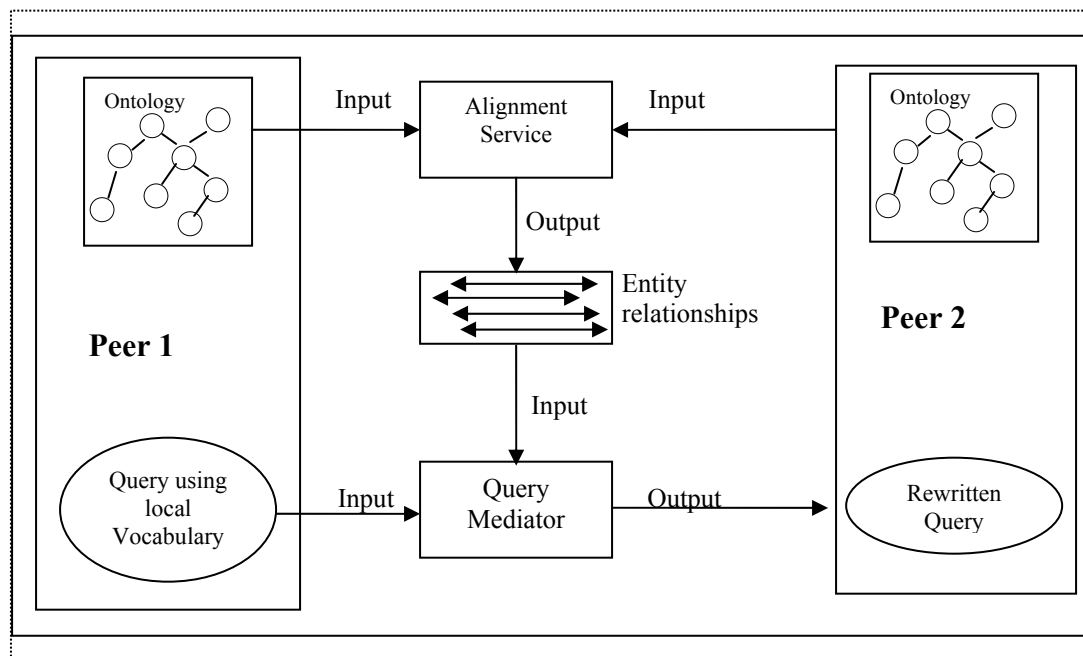 Ontology
Input
Alignment
Service
Input
Ontology
Output
Entity
relationships
Peer 1
Peer 2
Input
Query using
local
Vocabulary
Input
Query
Mediator
Output
Rewritten
Query